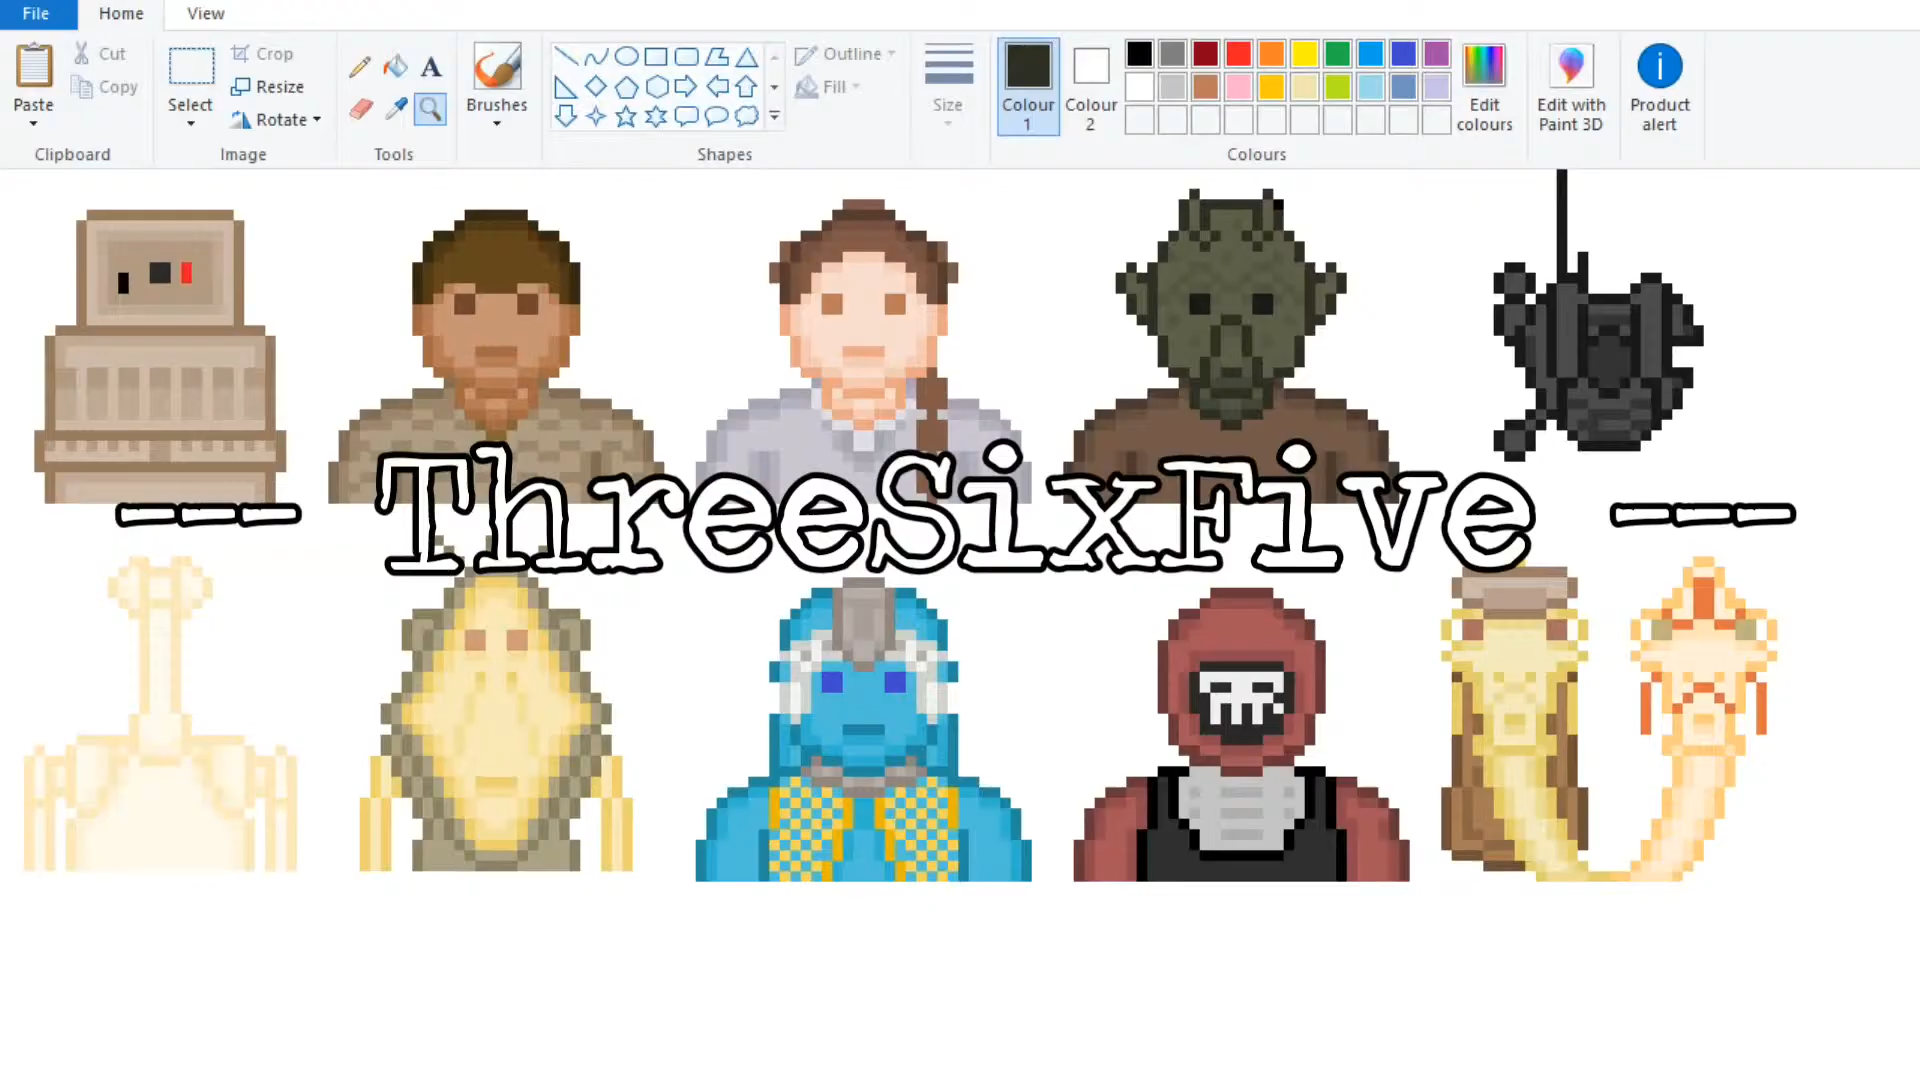 File Home View
Paste
Cut
Copy
Clipboard
Select
Crop
Resize
Rotate
Image
A
Tools
Brushes
Outline
Fill
Shapes
Size
Colour 1
Colour 2
Edit colours
Colours
Edit with Paint 3D
Product alert
--- ThreeSixFive ---